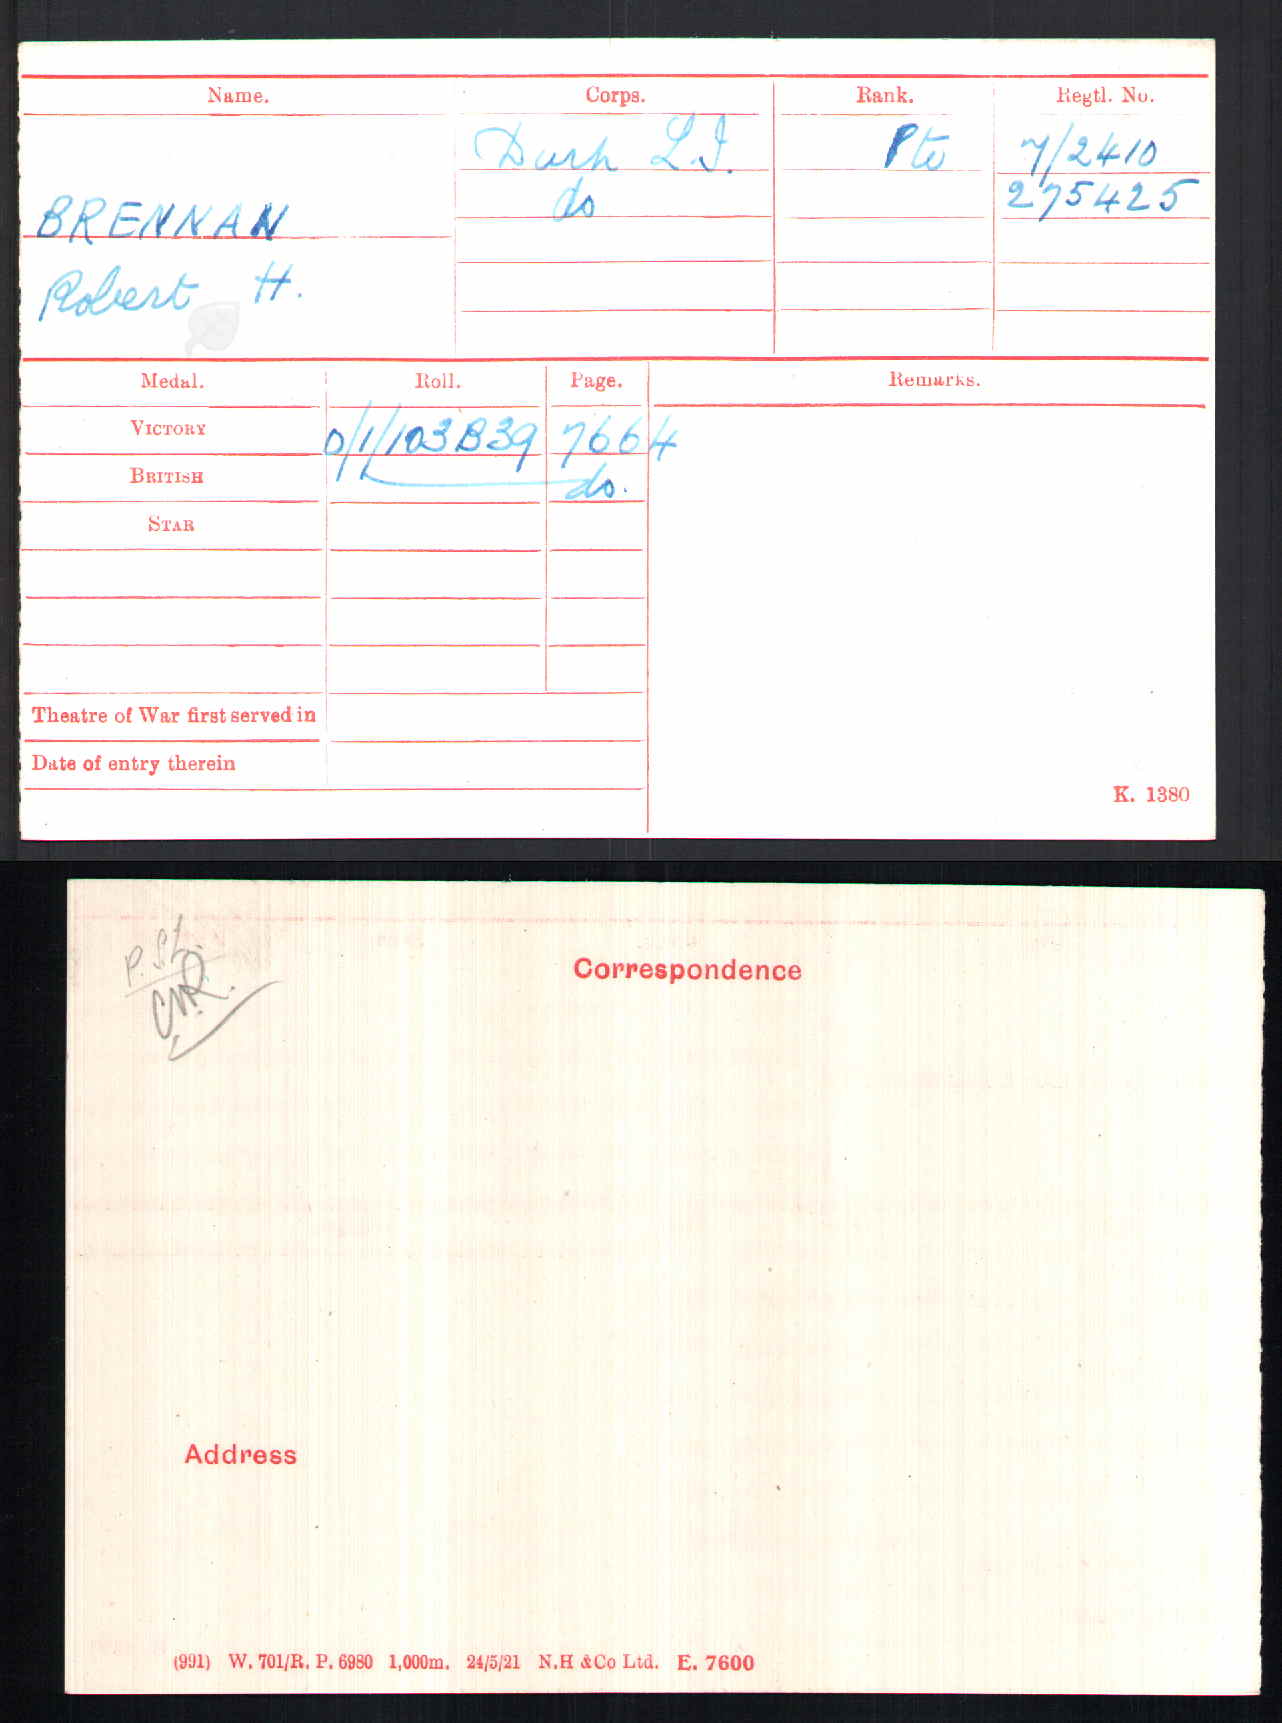 Name. Corps. Rank. Regtl. No.
Durh L.I. Pte 7/2410
do 275425
BRENNAN
Robert H.
Medal. Roll. Page. Remarks.
VICTORY D/1/103B39 7664
BRITISH do.
STAR
Theatre of War first served in
Date of entry therein
K. 1380
P.S.L.
Correspondence
Address
(991) W. 701/R. P. 6980 1,000m. 24/5/21 N.H &Co Ltd. E. 7600